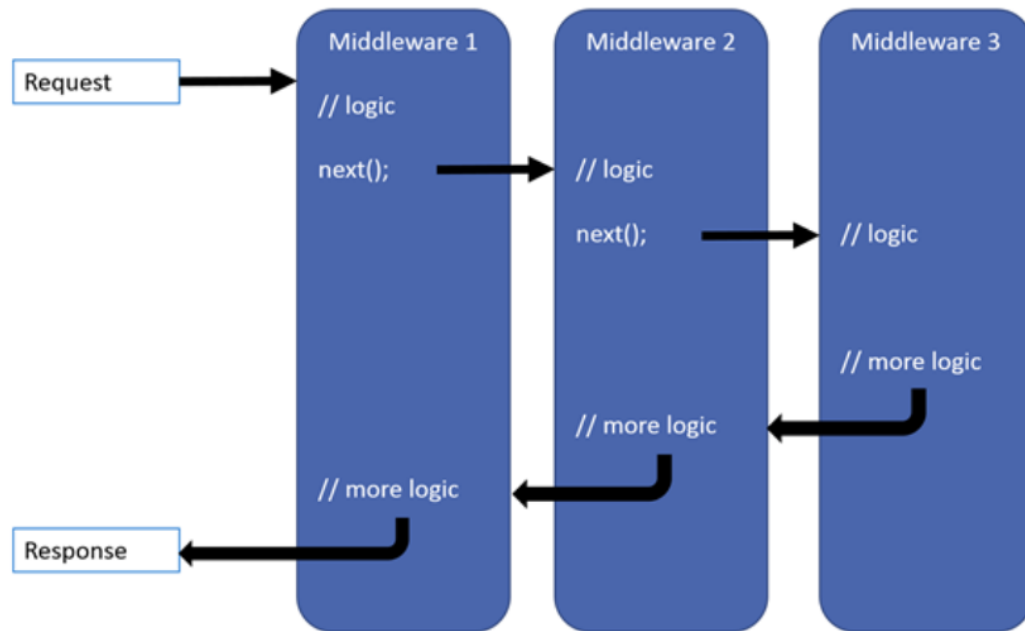 Middleware 1
Middleware 2
Middleware 3
Request
// logic
next();
// logic
next();
// logic
// more logic
// more logic
// more logic
Response